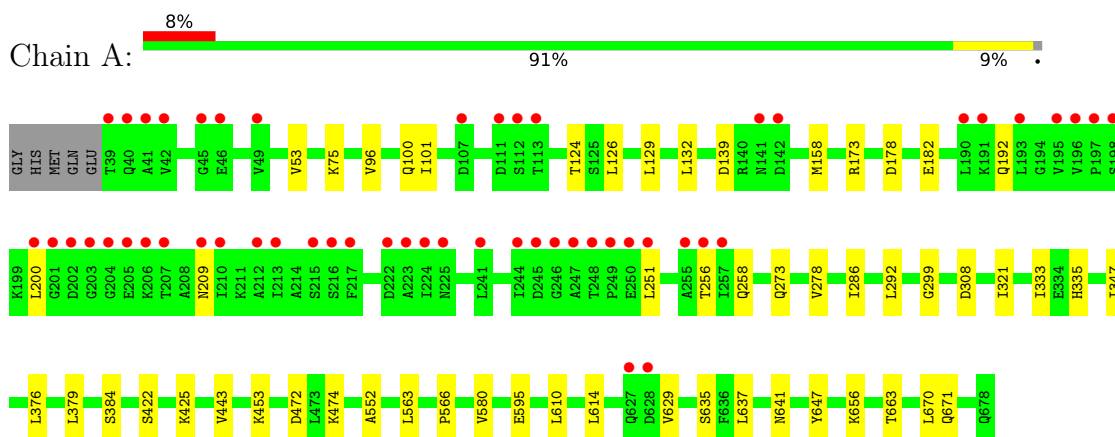 8%
Chain A:
91% 9% •
GLY HIS MET GLN GLU T39 Q40 A41 V42 G45 E46 V49 V53 K75 V96 Q100 I101 D107 D111 S112 T113 T124 S125 L126 L129 L132 D139 R140 N141 D142 M158 R173 D178 E182 L190 K191 Q192 L193 G194 V195 V196 P197 S198
K199 L200 G201 D202 G203 G204 E205 K206 T207 A208 N209 I210 K211 A212 I213 A214 S215 S216 F217 D222 A223 I224 N225 L241 I244 D245 G246 A247 T248 P249 E250 L251 A255 T256 I257 Q258 Q273 V278 I286 L292 G299 D308 I321 I333 E334 H335
L376 L379 S384 S422 K425 V443 K453 D472 L473 K474 A552 L563 P566 V580 E595 L610 L614 Q627 D628 V629 S635 F636 L637 N641 Y647 K656 T663 L670 Q671 Q678